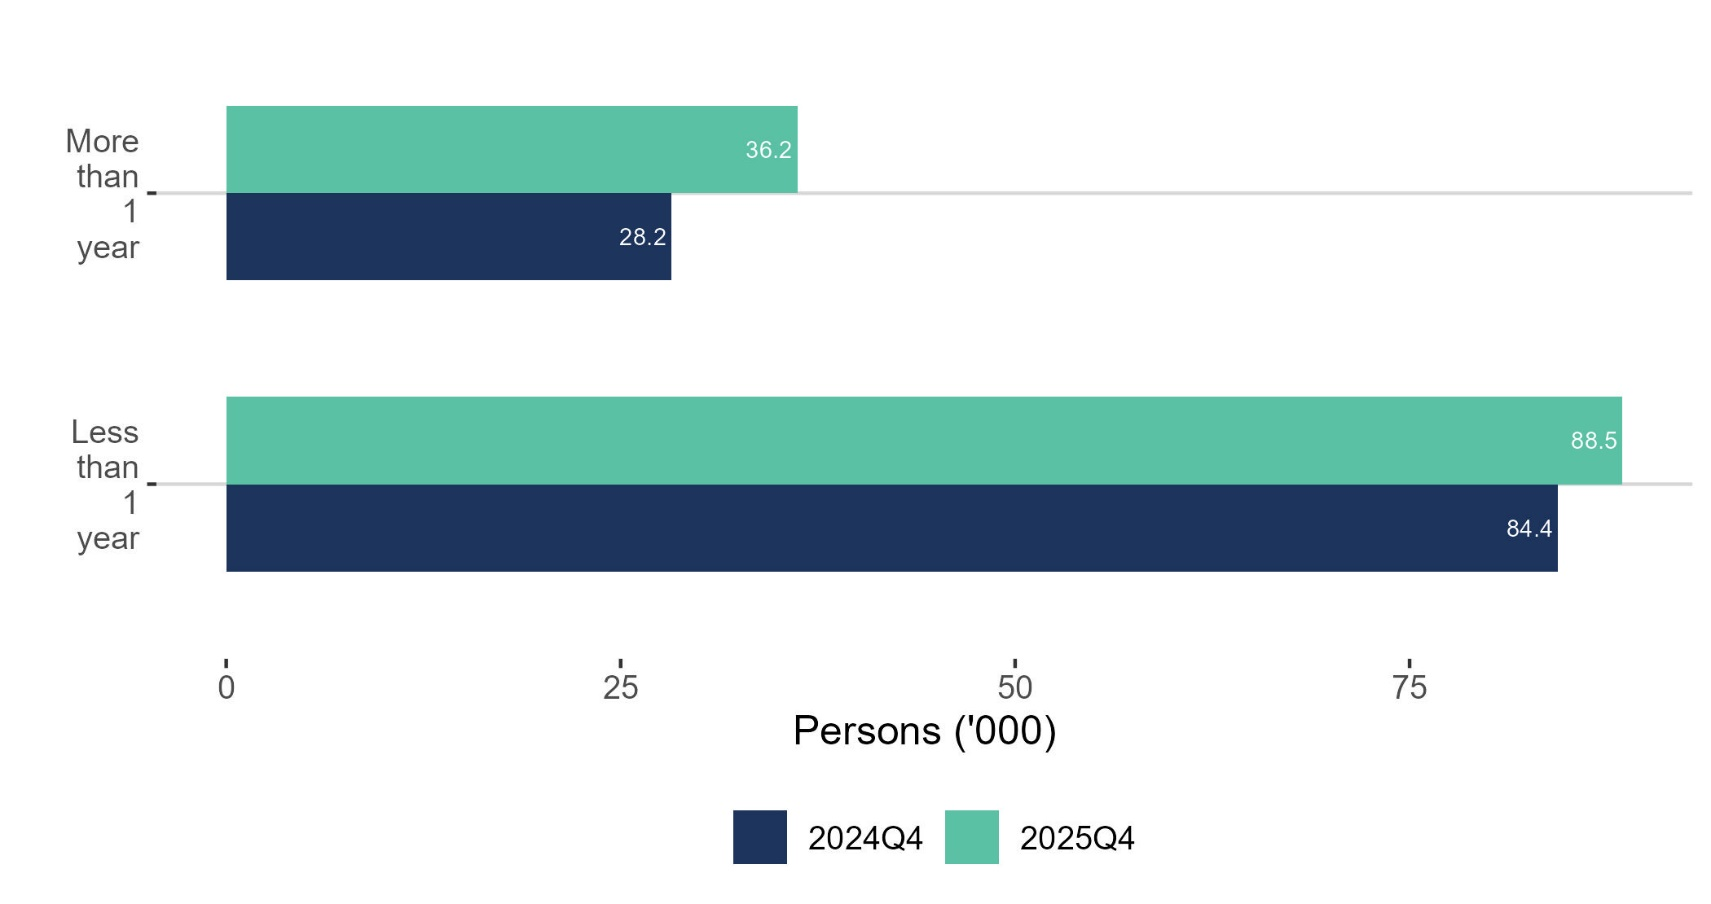 More
than
1
year
36.2
28.2
Less
than
1
year
88.5
84.4
0 25 50 75
Persons ('000)
2024Q4 2025Q4